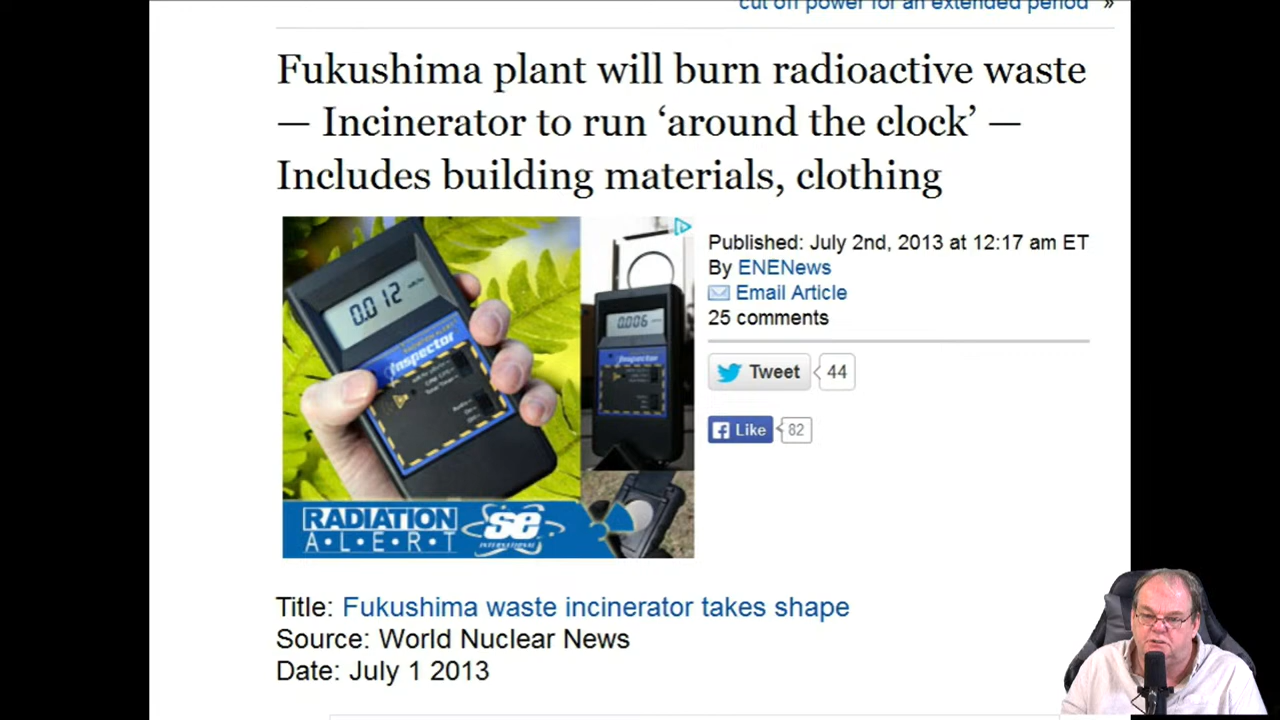 cut off power for an extended period »
Fukushima plant will burn radioactive waste
— Incinerator to run ‘around the clock’ —
Includes building materials, clothing
0.012
Inspector
0.006
Inspector
RADIATION
A•L•E•R•T
se
INTERNATIONAL
Published: July 2nd, 2013 at 12:17 am ET
By ENENews
Email Article
25 comments
Tweet 44
Like 82
Title: Fukushima waste incinerator takes shape
Source: World Nuclear News
Date: July 1 2013